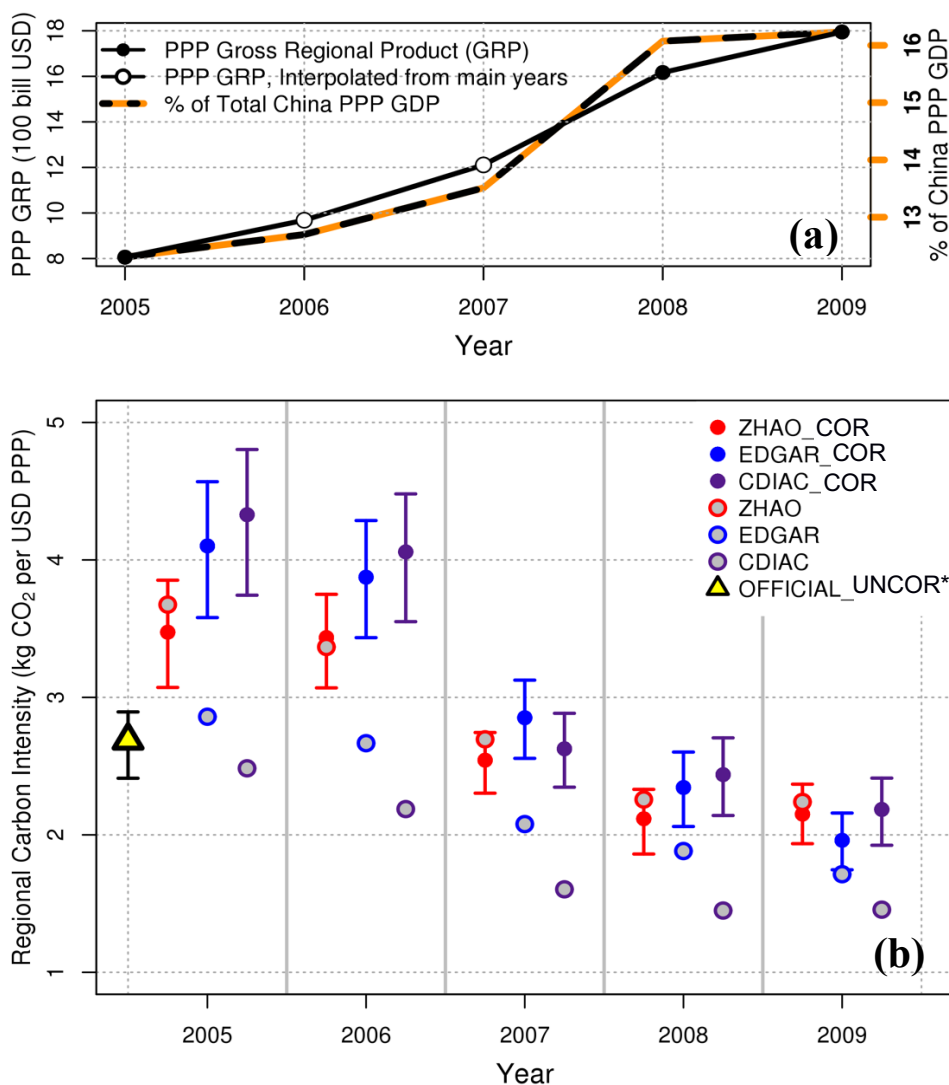 18
16
14
12
10
8
PPP GRP (100 bill USD)
PPP Gross Regional Product (GRP)
PPP GRP, Interpolated from main years
% of Total China PPP GDP
16
15
14
13
% of China PPP GDP
(a)
2005 2006 2007 2008 2009
Year
5
4
3
2
1
Regional Carbon Intensity (kg CO₂ per USD PPP)
ZHAO_COR
EDGAR_COR
CDIAC_COR
ZHAO
EDGAR
CDIAC
OFFICIAL_UNCOR*
(b)
2005 2006 2007 2008 2009
Year